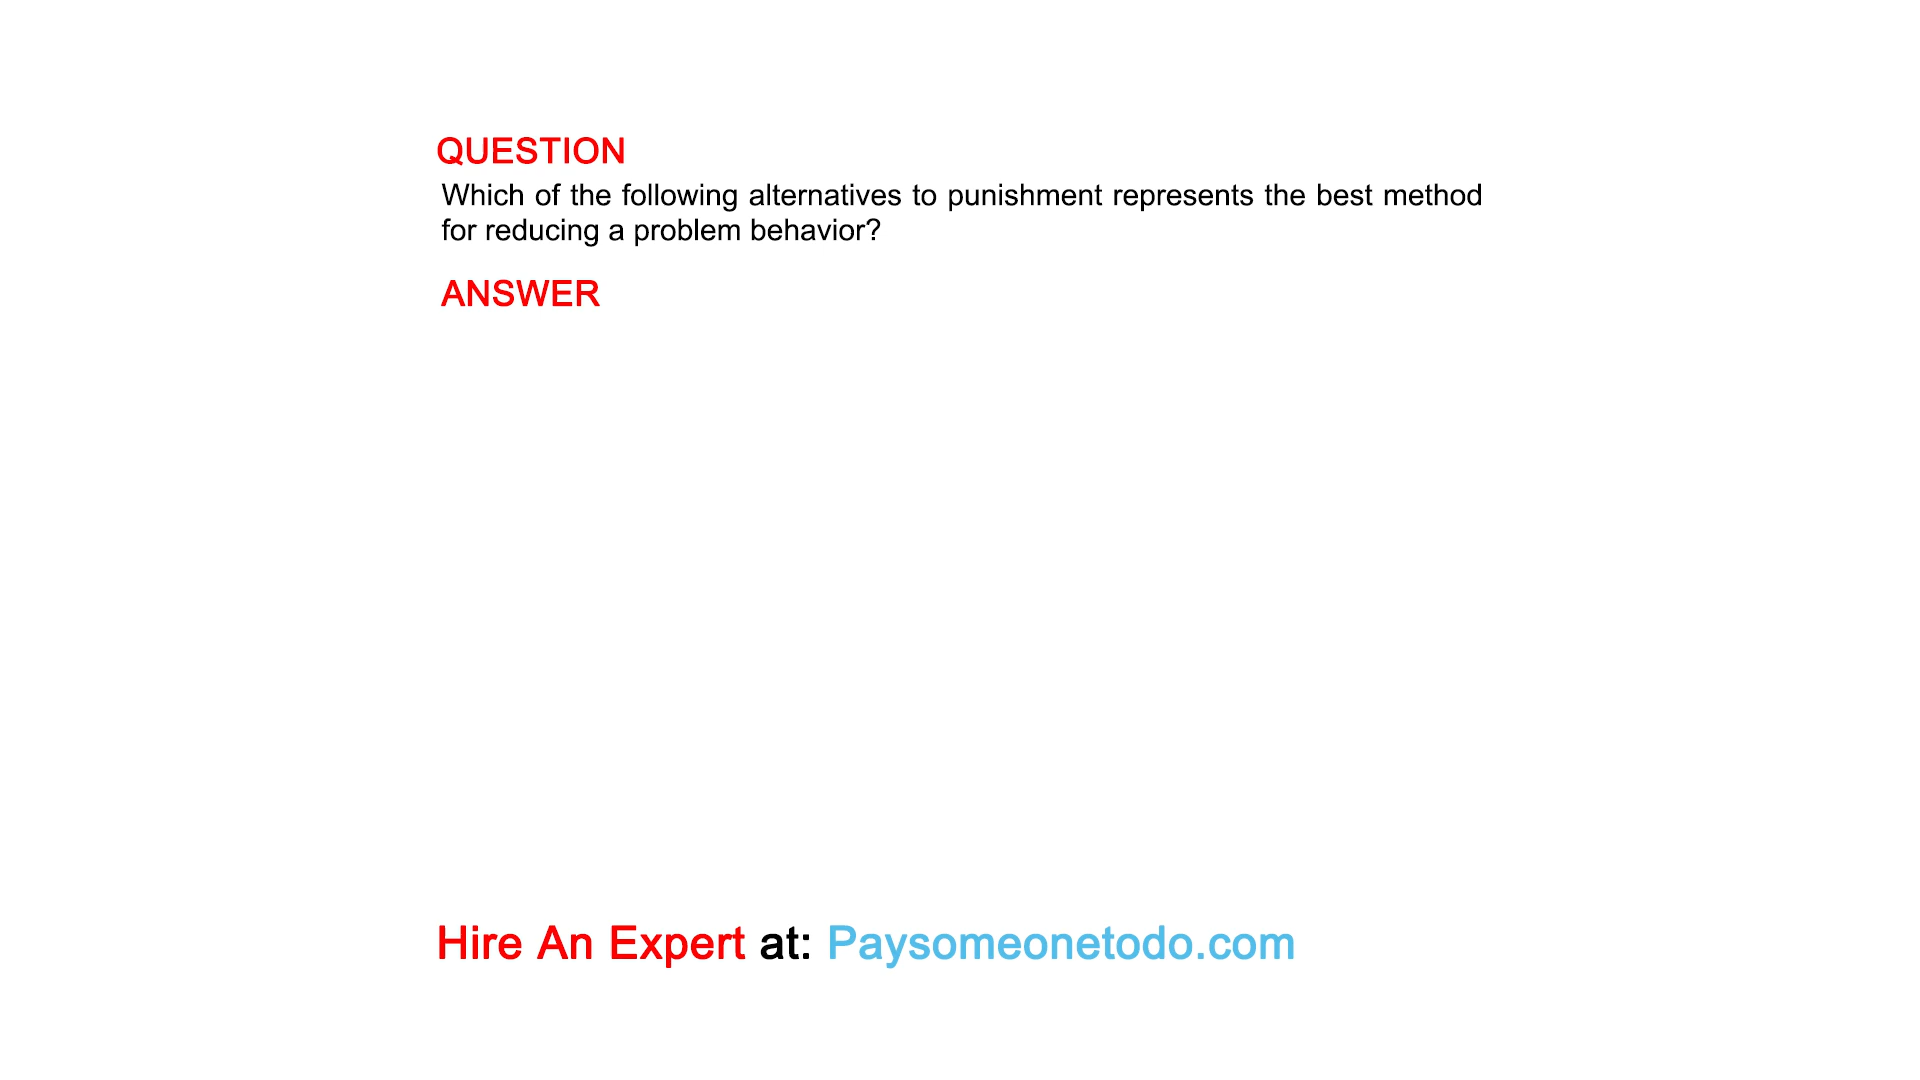 QUESTION
Which of the following alternatives to punishment represents the best method
for reducing a problem behavior?
ANSWER
Hire An Expert at: Paysomeonetodo.com